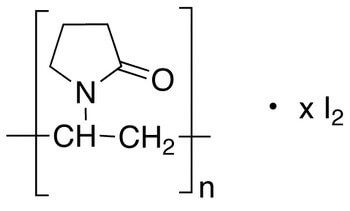 O
N
· x I₂
CH CH₂
n